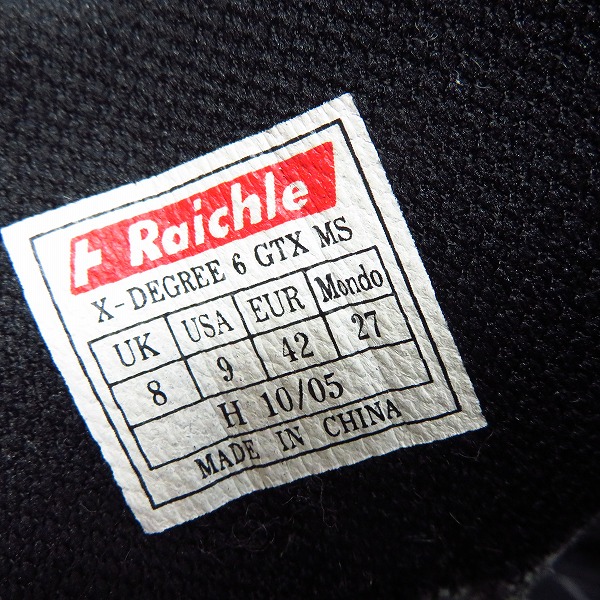 Raichle
X-DEGREE 6 GTX MS
UK USA EUR Mondo
8 9 42 27
H 10/05
MADE IN CHINA